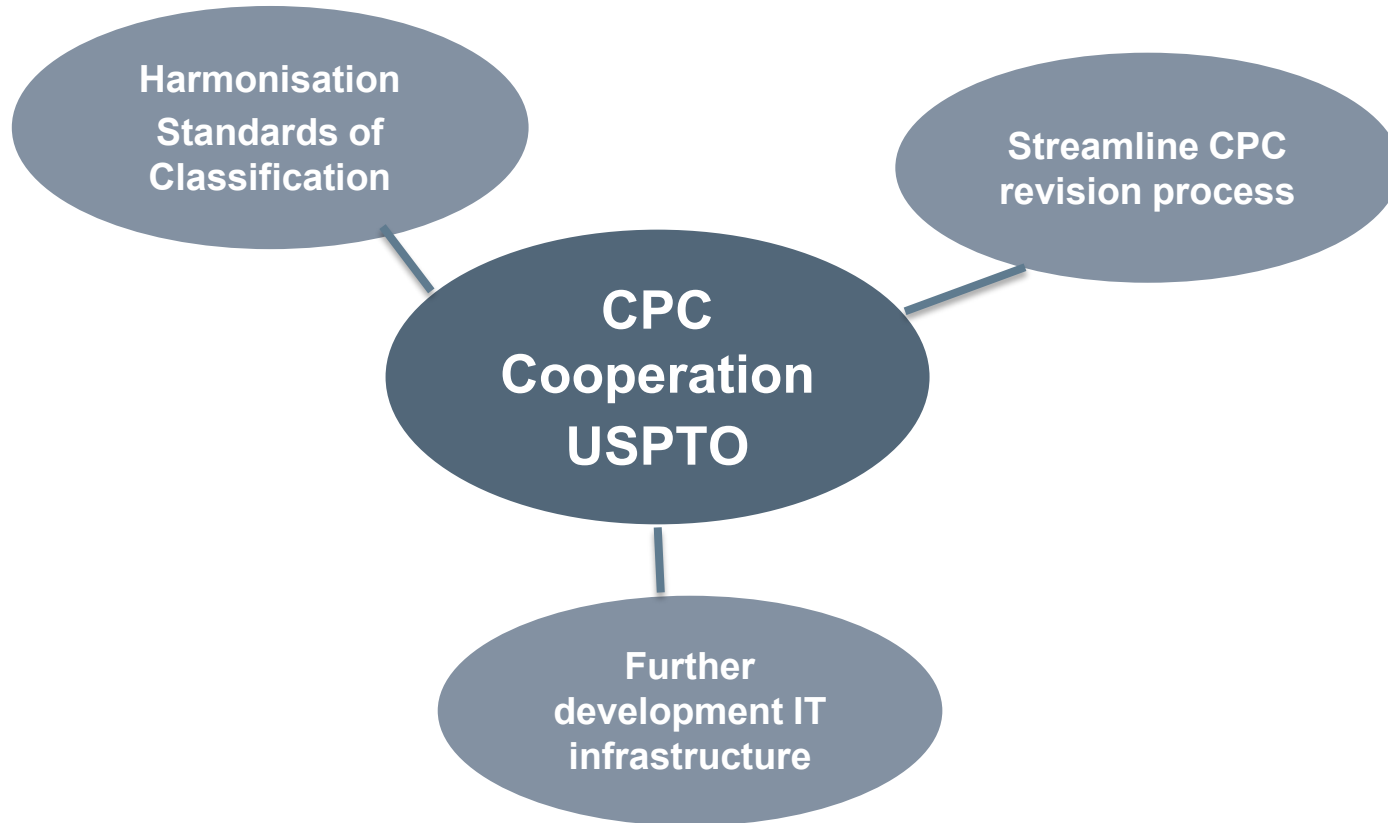 Harmonisation
Standards of
Classification
Streamline CPC
revision process
CPC
Cooperation
USPTO
Further
development IT
infrastructure